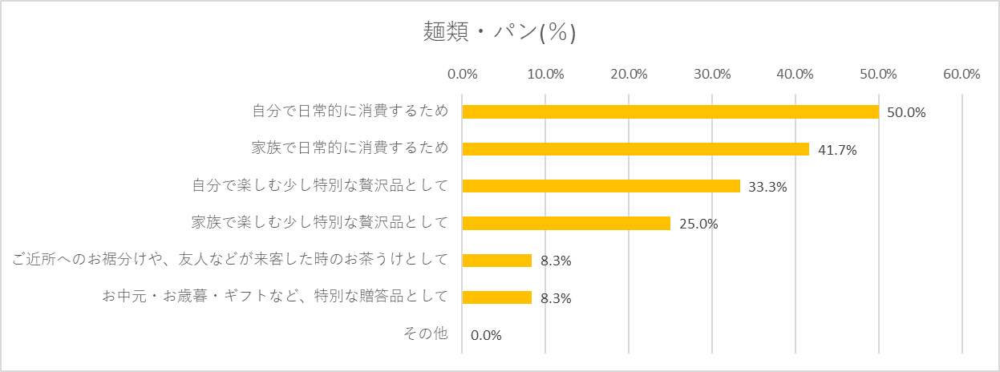 麺類・パン(％)
0.0% 10.0% 20.0% 30.0% 40.0% 50.0% 60.0%
自分で日常的に消費するため 50.0%
家族で日常的に消費するため 41.7%
自分で楽しむ少し特別な贅沢品として 33.3%
家族で楽しむ少し特別な贅沢品として 25.0%
ご近所へのお裾分けや、友人などが来客した時のお茶うけとして 8.3%
お中元・お歳暮・ギフトなど、特別な贈答品として 8.3%
その他 0.0%